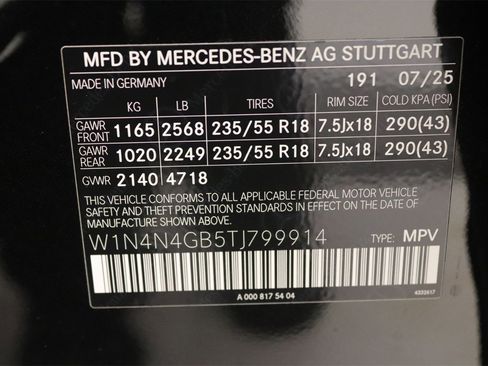 MFD BY MERCEDES-BENZ AG STUTTGART
MADE IN GERMANY 191 07/25
KG LB TIRES RIM SIZE COLD KPA (PSI)
GAWR FRONT 1165 2568 235/55 R18 7.5Jx18 290(43)
GAWR REAR 1020 2249 235/55 R18 7.5Jx18 290(43)
GVWR 2140 4718
THIS VEHICLE CONFORMS TO ALL APPLICABLE FEDERAL MOTOR VEHICLE
SAFETY AND THEFT PREVENTION STANDARDS IN EFFECT ON THE DATE OF
MANUFACTURE SHOWN ABOVE.
W1N4N4GB5TJ799914 TYPE: MPV
A 000 817 54 04 4332617